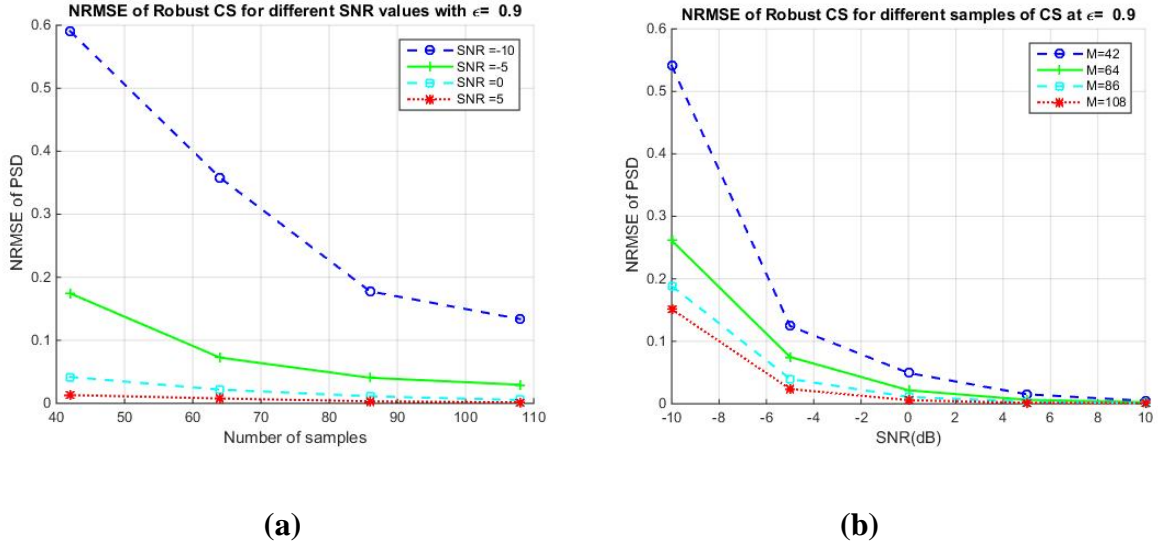 NRMSE of Robust CS for different SNR values with ϵ= 0.9
0.6
0.5
0.4
0.3
0.2
0.1
0
NRMSE of PSD
SNR =-10
SNR =-5
SNR =0
SNR =5
40 50 60 70 80 90 100 110
Number of samples
(a)
NRMSE of Robust CS for different samples of CS at ϵ= 0.9
0.6
0.5
0.4
0.3
0.2
0.1
0
NRMSE of PSD
M=42
M=64
M=86
M=108
-10 -8 -6 -4 -2 0 2 4 6 8 10
SNR(dB)
(b)